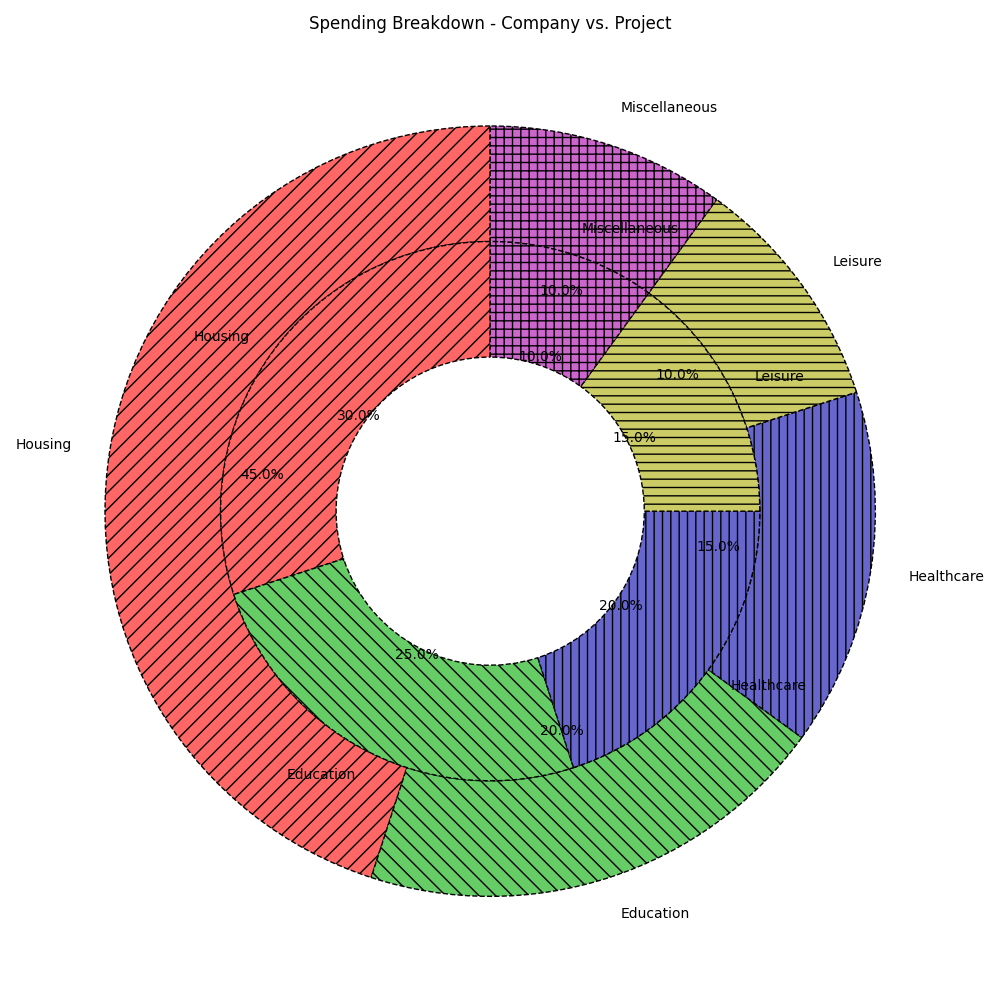 Spending Breakdown - Company vs. Project
Miscellaneous
Miscellaneous
Leisure
10.0%
Housing
10.0%
10.0%
Leisure
30.0%
15.0%
Housing
45.0%
15.0%
Healthcare
20.0%
25.0%
Healthcare
20.0%
Education
Education